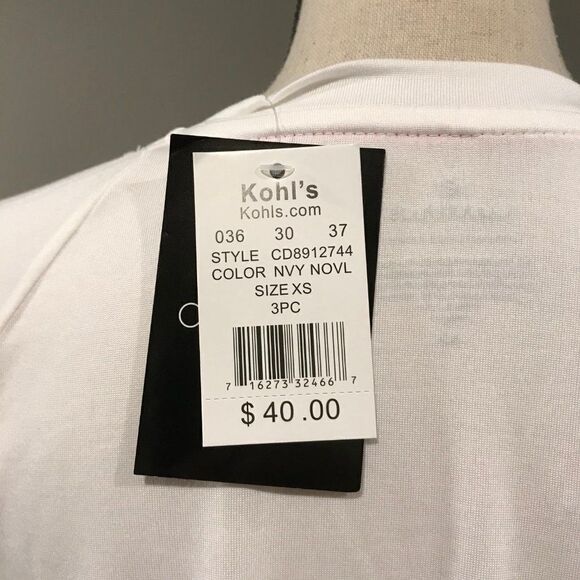 Kohl's
Kohls.com
036 30 37
STYLE CD8912744
COLOR NVY NOVL
SIZE XS
3PC
7 16273 32466 7
$ 40.00